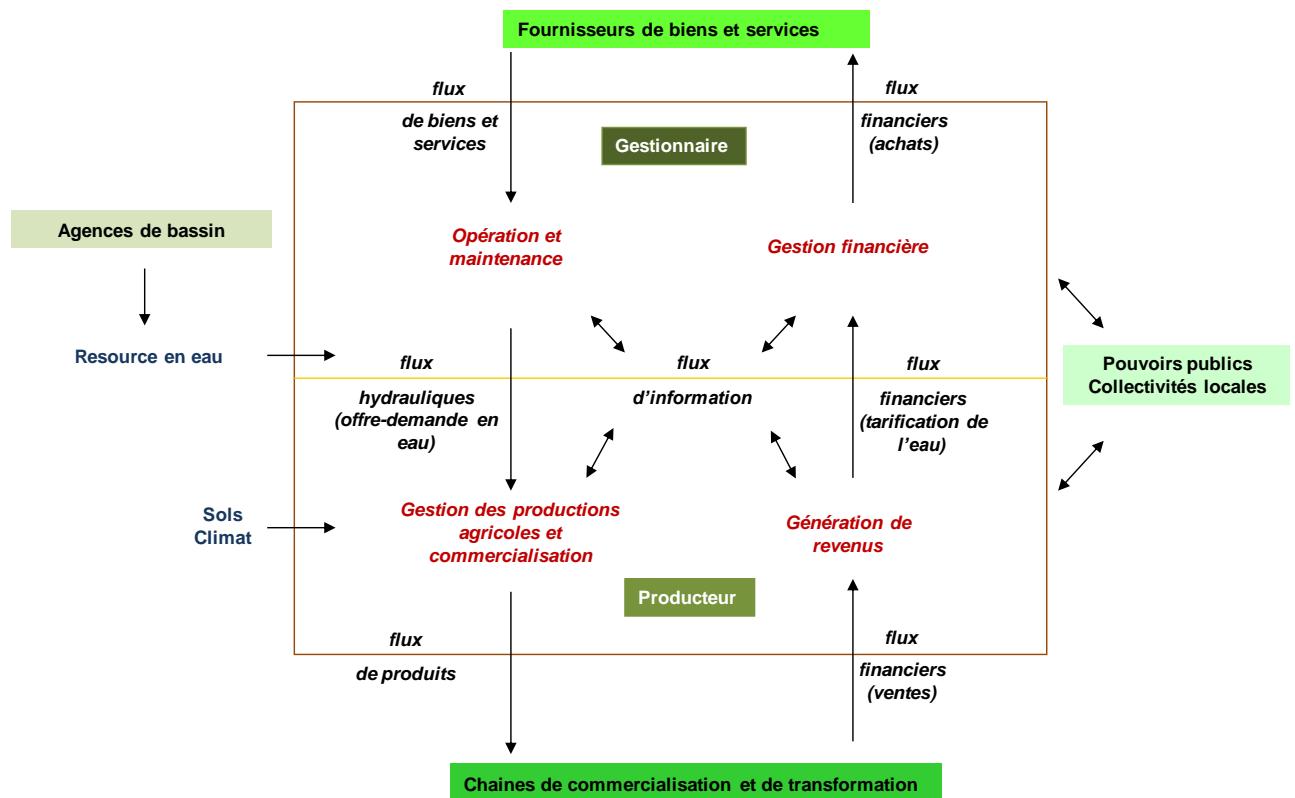 Fournisseurs de biens et services
flux
de biens et
services
flux
financiers
(achats)
Gestionnaire
Agences de bassin
Opération et
maintenance
Gestion financière
Resource en eau
flux
hydrauliques
(offre-demande en
eau)
flux
d’information
flux
financiers
(tarification de
l’eau)
Pouvoirs publics
Collectivités locales
Sols
Climat
Gestion des productions
agricoles et
commercialisation
Génération de
revenus
Producteur
flux
de produits
flux
financiers
(ventes)
Chaines de commercialisation et de transformation